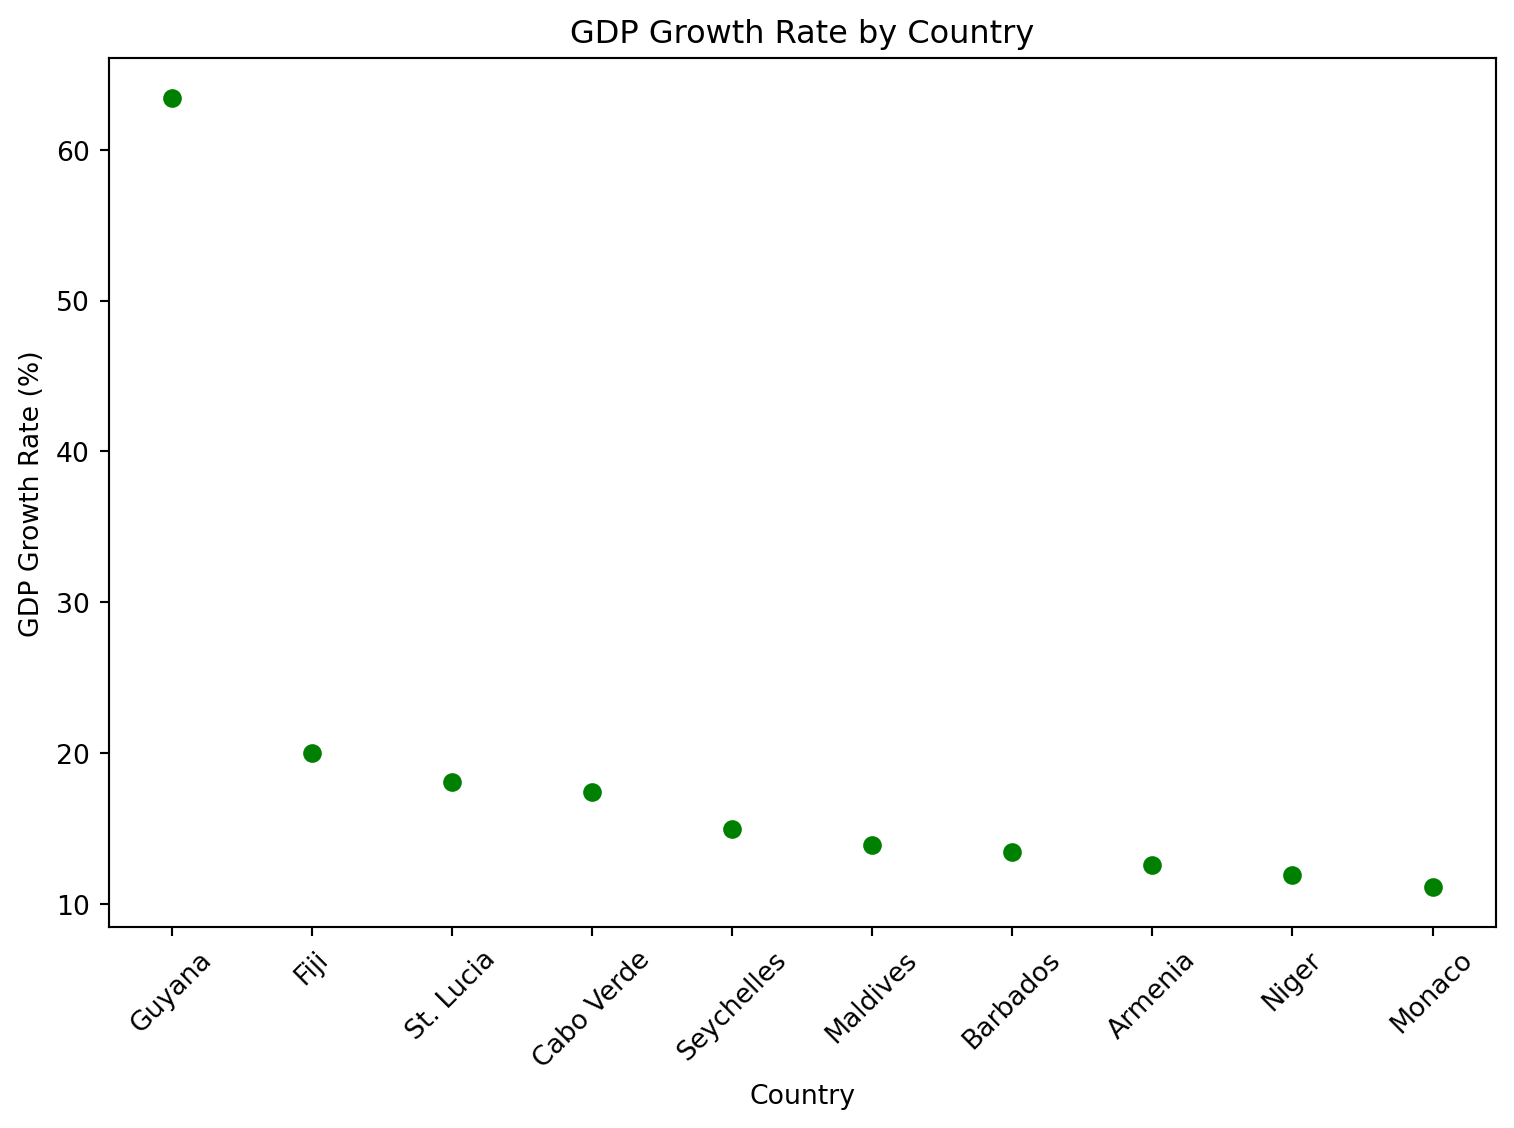 GDP Growth Rate by Country
GDP Growth Rate (%)
60
50
40
30
20
10
Guyana
Fiji
St. Lucia
Cabo Verde
Seychelles
Maldives
Barbados
Armenia
Niger
Monaco
Country